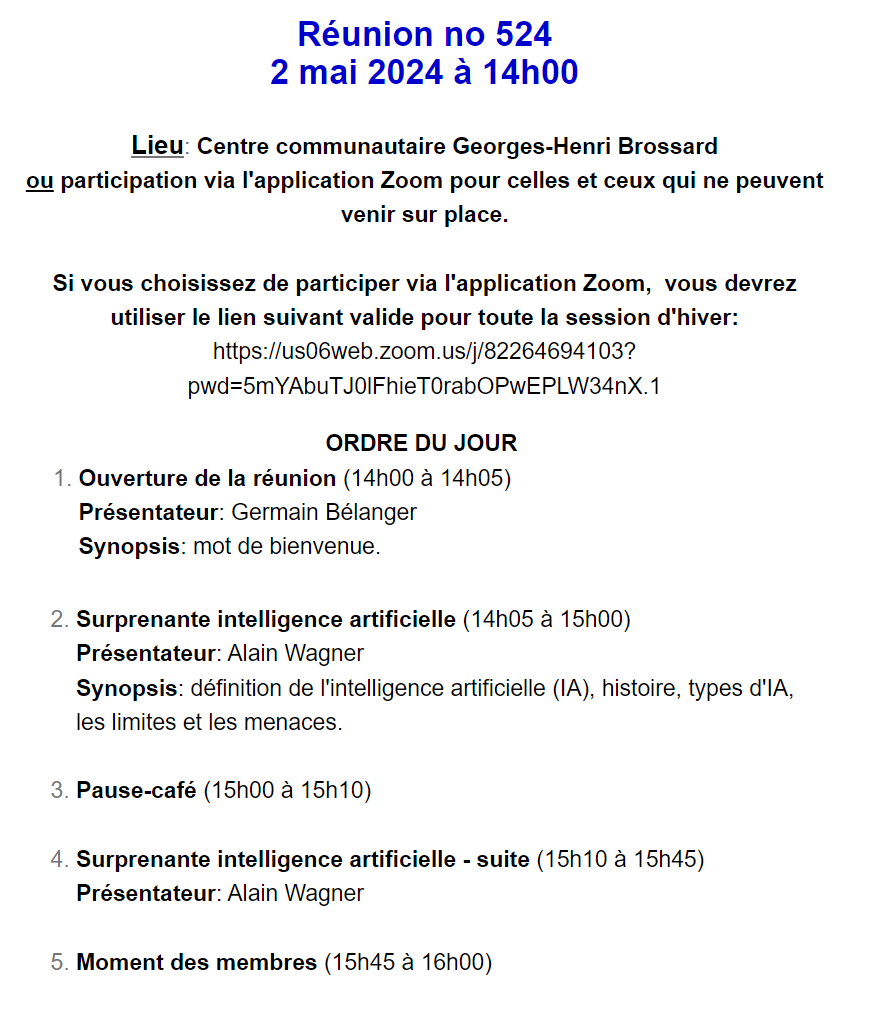 Réunion no 524
2 mai 2024 à 14h00
Lieu: Centre communautaire Georges-Henri Brossard
ou participation via l'application Zoom pour celles et ceux qui ne peuvent
venir sur place.
Si vous choisissez de participer via l'application Zoom,  vous devrez
utiliser le lien suivant valide pour toute la session d'hiver:
https://us06web.zoom.us/j/82264694103?
pwd=5mYAbuTJ0lFhieT0rabOPwEPLW34nX.1
ORDRE DU JOUR
1. Ouverture de la réunion (14h00 à 14h05)
Présentateur: Germain Bélanger
Synopsis: mot de bienvenue.
2. Surprenante intelligence artificielle (14h05 à 15h00)
Présentateur: Alain Wagner
Synopsis: définition de l'intelligence artificielle (IA), histoire, types d'IA,
les limites et les menaces.
3. Pause-café (15h00 à 15h10)
4. Surprenante intelligence artificielle - suite (15h10 à 15h45)
Présentateur: Alain Wagner
5. Moment des membres (15h45 à 16h00)